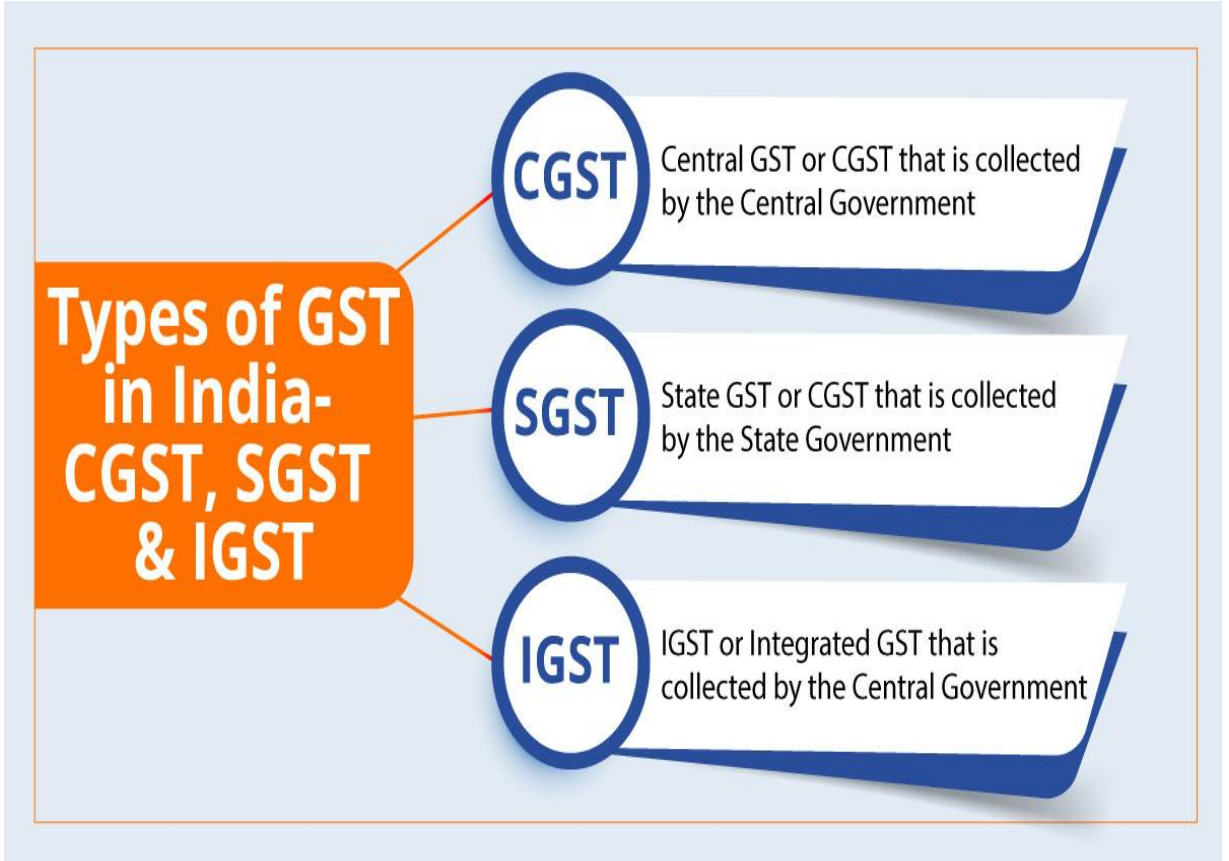 Types of GST
in India-
CGST, SGST
& IGST
CGST
Central GST or CGST that is collected
by the Central Government
SGST
State GST or CGST that is collected
by the State Government
IGST
IGST or Integrated GST that is
collected by the Central Government